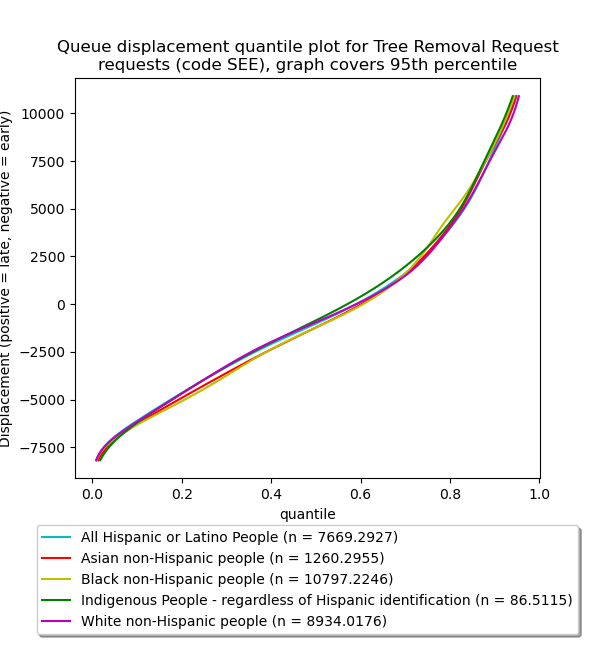 Queue displacement quantile plot for Tree Removal Request
requests (code SEE), graph covers 95th percentile
Displacement (positive = late, negative = early)
10000
7500
5000
2500
0
−2500
−5000
−7500
0.0 0.2 0.4 0.6 0.8 1.0
quantile
All Hispanic or Latino People (n = 7669.2927)
Asian non-Hispanic people (n = 1260.2955)
Black non-Hispanic people (n = 10797.2246)
Indigenous People - regardless of Hispanic identification (n = 86.5115)
White non-Hispanic people (n = 8934.0176)